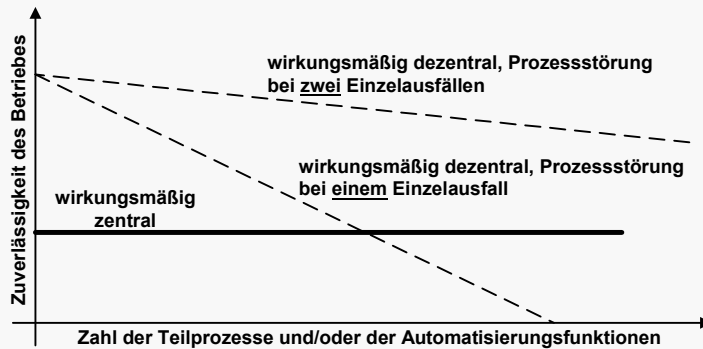 Zuverlässigkeit des Betriebes
wirkungsmäßig dezentral, Prozessstörung
bei zwei Einzelausfällen
wirkungsmäßig dezentral, Prozessstörung
bei einem Einzelausfall
wirkungsmäßig
zentral
Zahl der Teilprozesse und/oder der Automatisierungsfunktionen